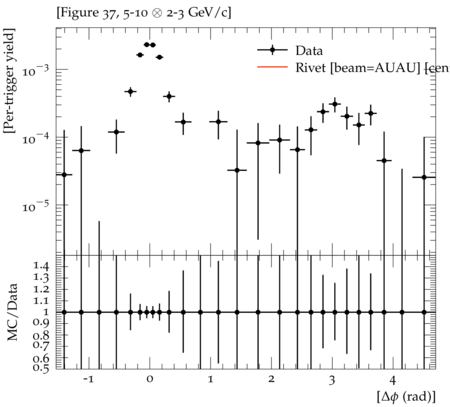 [Figure 37, 5-10 ⊗ 2-3 GeV/c]
[Per-trigger yield]
Data
Rivet [beam=AUAU] [cen
10⁻³
10⁻⁴
10⁻⁵
MC/Data
1.4
1.3
1.2
1.1
1
0.9
0.8
0.7
0.6
0.5
-1 0 1 2 3 4
[Δϕ (rad)]